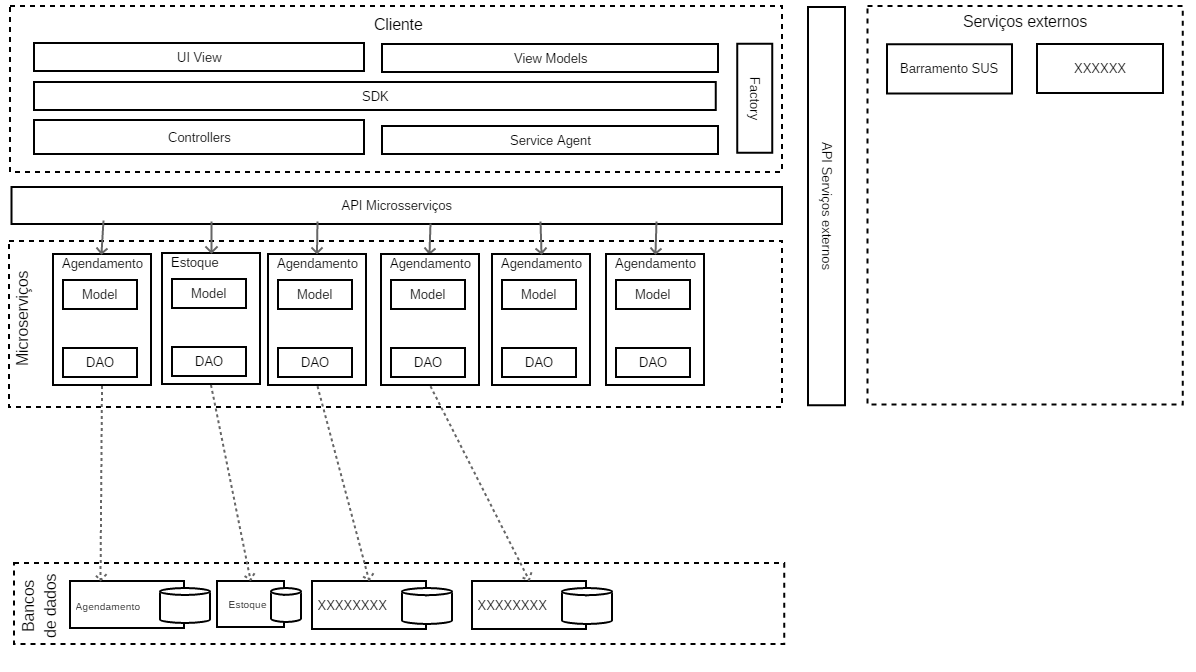 Cliente
UI View
View Models
SDK
Factory
Controllers
Service Agent
API Microsserviços
Microserviços
Agendamento
Model
DAO
Estoque
Model
DAO
Agendamento
Model
DAO
Agendamento
Model
DAO
Agendamento
Model
DAO
Agendamento
Model
DAO
Bancos
de dados
Agendamento
Estoque
XXXXXXXX
XXXXXXXX
API Serviços externos
Serviços externos
Barramento SUS
XXXXXX